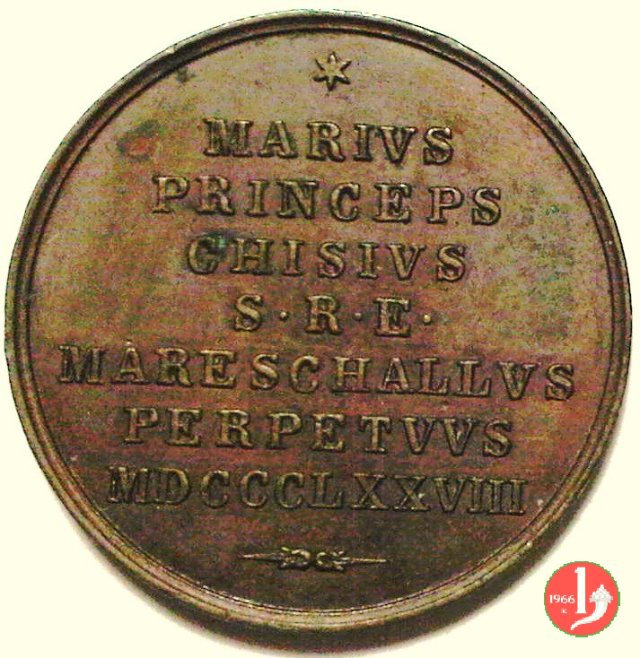 MARIVS
PRINCEPS
CHISIVS
S·R·E·
MARESCHALLVS
PERPETVVS
MDCCCLXXVIII
1966